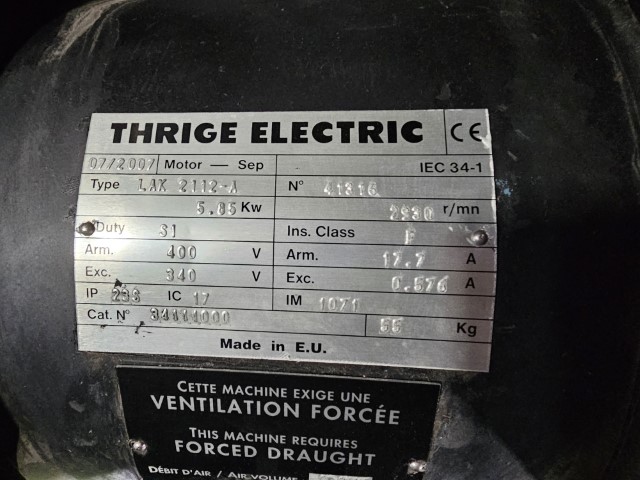 THRIGE ELECTRIC CE
07/2007 Motor — Sep IEC 34-1
Type LAK 2112-A N° 41316
5.85 Kw 2930 r/mn
Duty S1 Ins. Class F
Arm. 400 V Arm. 17.7 A
Exc. 340 V Exc. 0.576 A
IP 23S IC 17 IM 1071
Cat. N° 34114000 55 Kg
Made in E.U.
CETTE MACHINE EXIGE UNE
VENTILATION FORCÉE
THIS MACHINE REQUIRES
FORCED DRAUGHT
DÉBIT D'AIR / AIR VOLUME